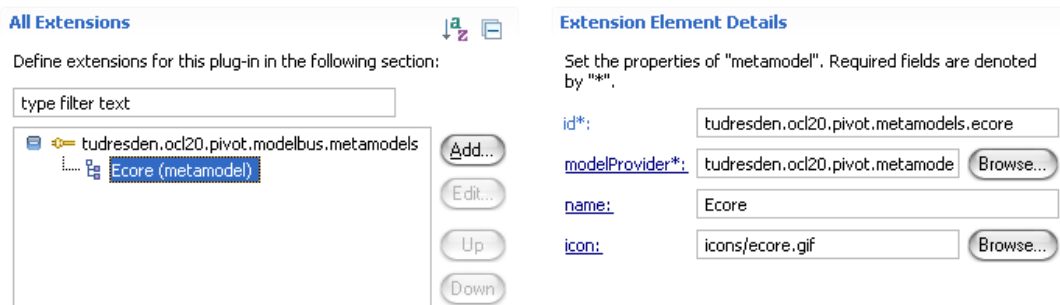 All Extensions
Define extensions for this plug-in in the following section:
type filter text
tudresden.ocl20.pivot.modelbus.metamodels
Ecore (metamodel)
Add...
Edit...
Up
Down
Extension Element Details
Set the properties of "metamodel". Required fields are denoted
by "*".
id*: tudresden.ocl20.pivot.metamodels.ecore
modelProvider*: tudresden.ocl20.pivot.metamode Browse...
name: Ecore
icon: icons/ecore.gif Browse...